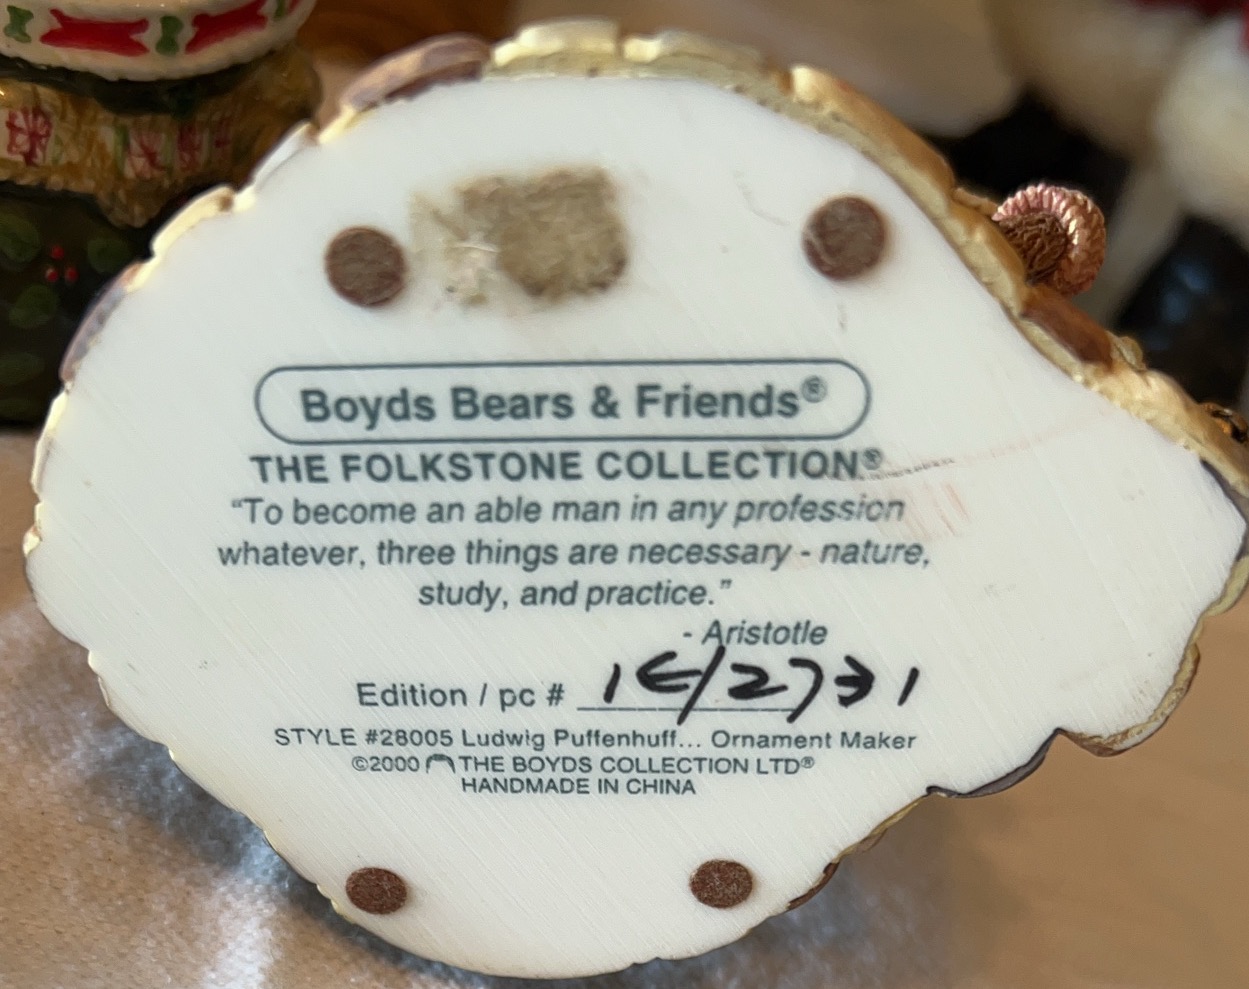 Boyds Bears & Friends®
THE FOLKSTONE COLLECTION®
“To become an able man in any profession
whatever, three things are necessary - nature,
study, and practice.”
- Aristotle
Edition / pc # 1E/2731
STYLE #28005 Ludwig Puffenhuff... Ornament Maker
©2000 THE BOYDS COLLECTION LTD®
HANDMADE IN CHINA